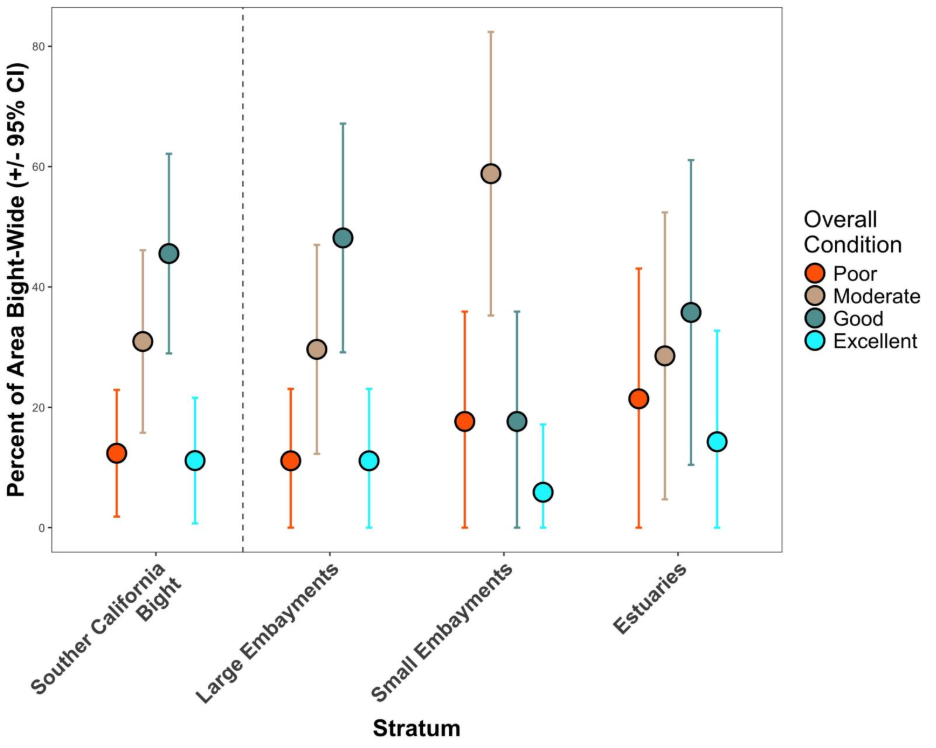 Percent of Area Bight-Wide (+/- 95% CI)
80
60
40
20
0
Souther California
Bight
Large Embayments
Small Embayments
Estuaries
Stratum
Overall
Condition
Poor
Moderate
Good
Excellent